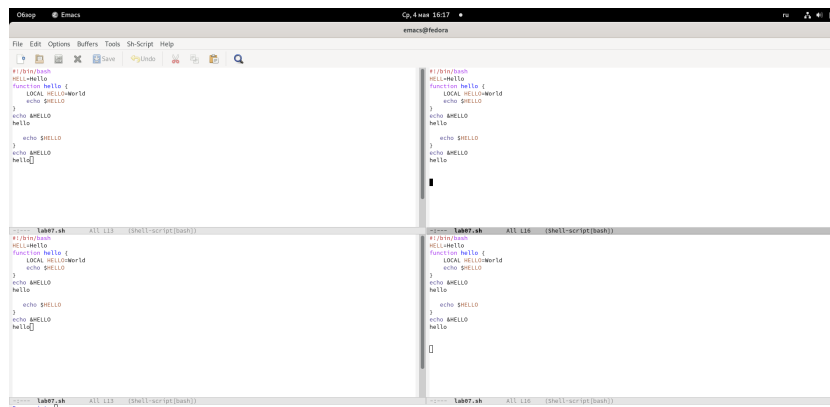 Обзор Emacs Ср, 4 мая 16:17 ru
emacs@fedora
File Edit Options Buffers Tools Sh-Script Help
Save Undo
#!/bin/bash
HELL=Hello
function hello {
LOCAL HELLO=World
echo $HELLO
}
echo &HELLO
hello
echo $HELLO
}
echo &HELLO
hello
-:--- lab07.sh All L13 (Shell-script[bash])
#!/bin/bash
HELL=Hello
function hello {
LOCAL HELLO=World
echo $HELLO
}
echo &HELLO
hello
echo $HELLO
}
echo &HELLO
hello
-:--- lab07.sh All L16 (Shell-script[bash])
#!/bin/bash
HELL=Hello
function hello {
LOCAL HELLO=World
echo $HELLO
}
echo &HELLO
hello
echo $HELLO
}
echo &HELLO
hello
-:--- lab07.sh All L13 (Shell-script[bash])
#!/bin/bash
HELL=Hello
function hello {
LOCAL HELLO=World
echo $HELLO
}
echo &HELLO
hello
echo $HELLO
}
echo &HELLO
hello
-:--- lab07.sh All L16 (Shell-script[bash])